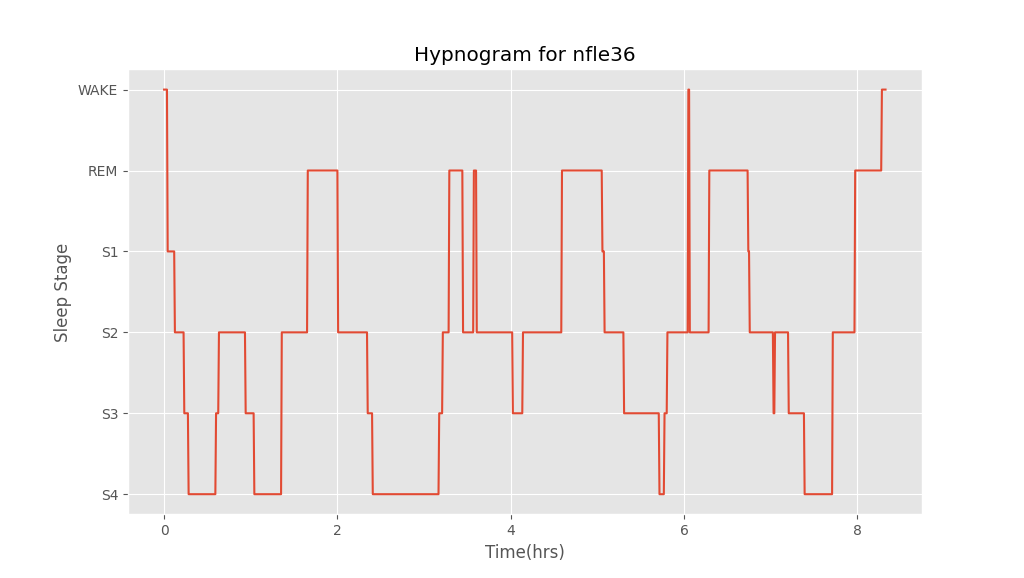 Hypnogram for nfle36
WAKE
REM
S1
S2
S3
S4
Sleep Stage
0 2 4 6 8
Time(hrs)